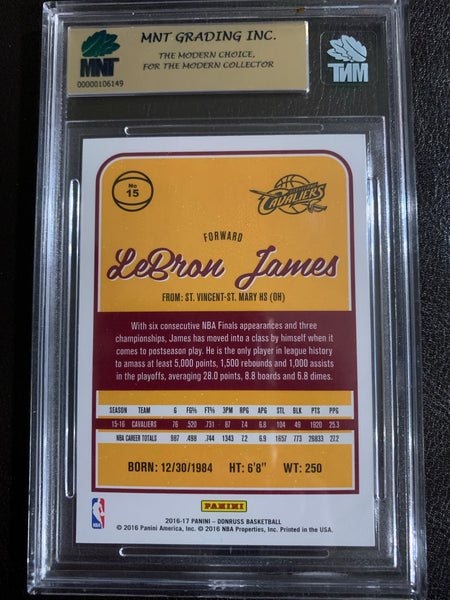 MNT GRADING INC.
THE MODERN CHOICE,
FOR THE MODERN COLLECTOR
MNT
00000106149
MNT
No
15
CAVALIERS
FORWARD
LeBron James
FROM: ST. VINCENT-ST. MARY HS (OH)
With six consecutive NBA Finals appearances and three
championships, James has moved into a class by himself when it
comes to postseason play. He is the only player in league history
to amass at least 5,000 points, 1,500 rebounds and 1,000 assists
in the playoffs, averaging 28.0 points, 8.8 boards and 6.8 dimes.
SEASON TEAM G FG% FT% 3PM RPG APG STL BLK PTS PPG
15-16 CAVALIERS 76 .520 .731 87 7.4 6.8 104 49 1920 25.3
NBA CAREER TOTALS 987 .498 .744 1343 7.2 6.9 1657 773 26833 27.2
BORN: 12/30/1984 HT: 6'8" WT: 250
NBA
PANINI
2016-17 PANINI – DONRUSS BASKETBALL
© 2016 Panini America, Inc. © 2016 NBA Properties, Inc. Printed in the USA.